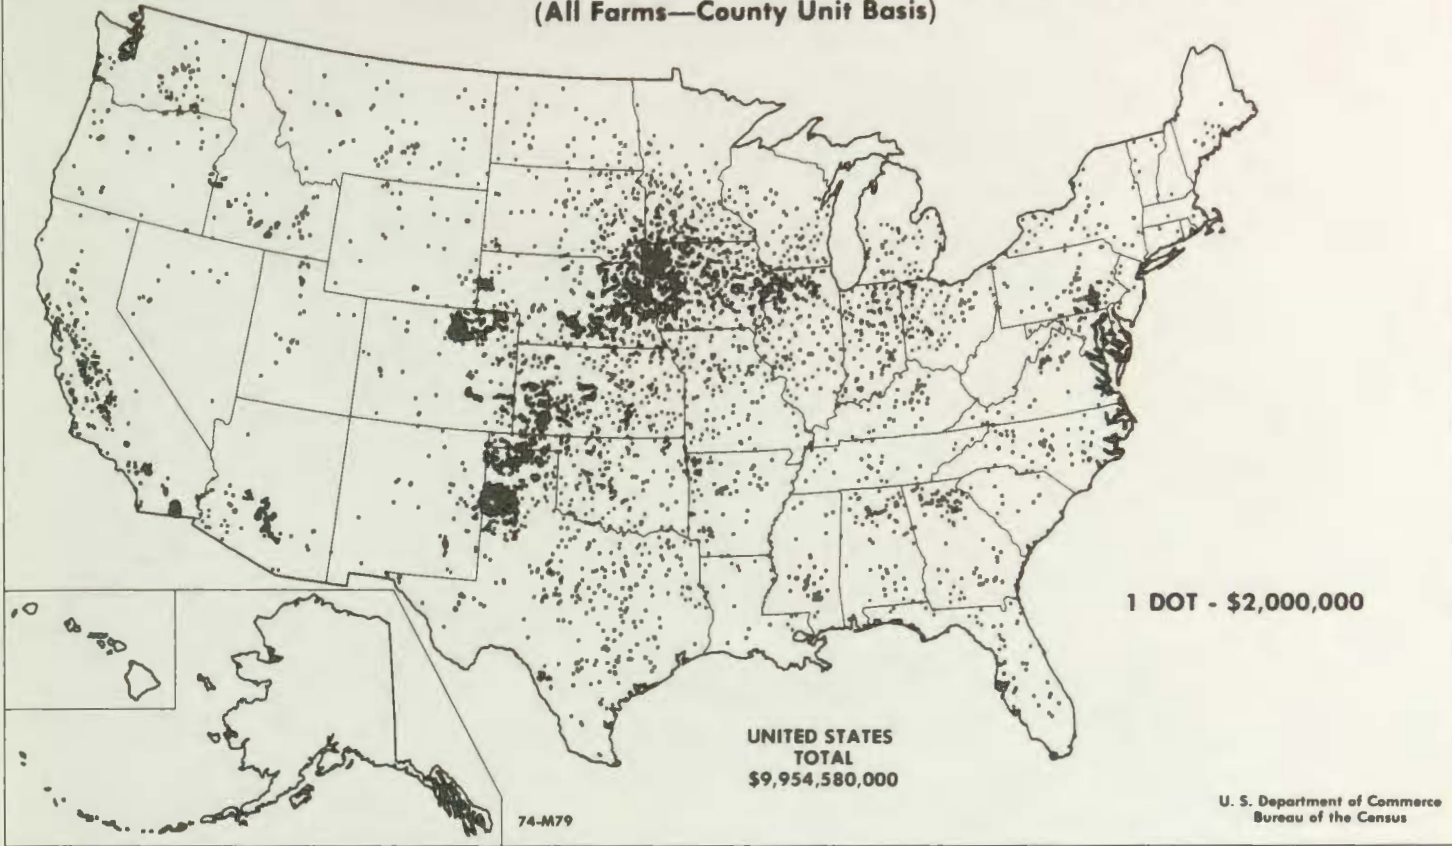 (All Farms—County Unit Basis)
1 DOT - $2,000,000
UNITED STATES
TOTAL
$9,954,580,000
74-M79
U. S. Department of Commerce
Bureau of the Census